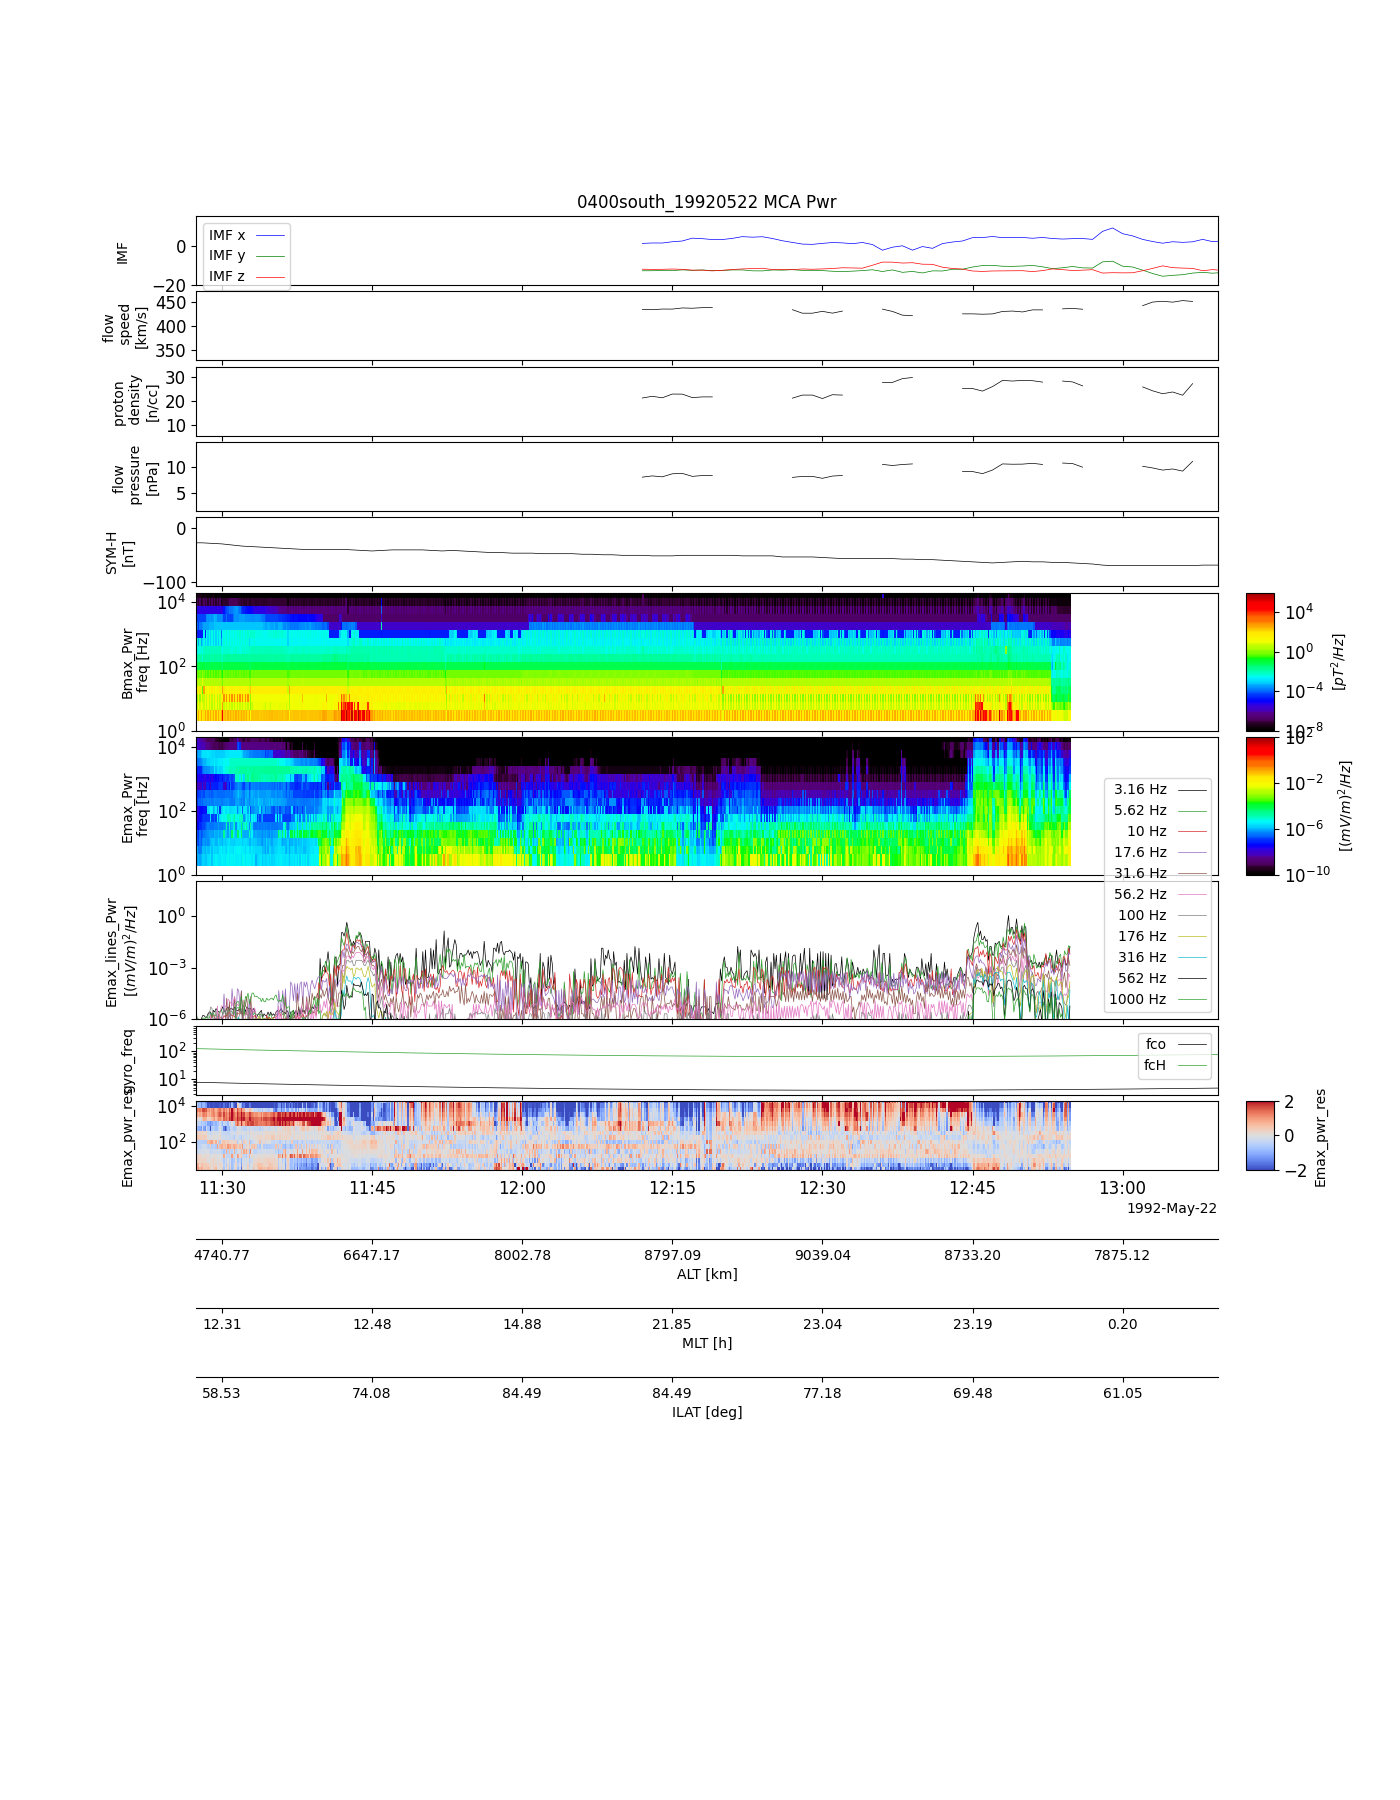 0400south_19920522 MCA Pwr
IMF
0
−20
IMF x
IMF y
IMF z
flow
speed
[km/s]
450
400
350
proton
density
[n/cc]
30
20
10
flow
pressure
[nPa]
10
5
SYM-H
[nT]
0
−100
Bmax_Pwr
freq [Hz]
10^4
10^2
10^0
10^4
10^0
10^−4
10^−8
[pT^2/Hz]
Emax_Pwr
freq [Hz]
10^4
10^2
10^0
10^2
10^−2
10^−6
10^−10
[(mV/m)^2/Hz]
3.16 Hz
5.62 Hz
10 Hz
17.6 Hz
31.6 Hz
56.2 Hz
100 Hz
176 Hz
316 Hz
562 Hz
1000 Hz
Emax_lines_Pwr
[(mV/m)^2/Hz]
10^0
10^−3
10^−6
gyro_freq
10^2
10^1
fco
fcH
Emax_pwr_res
10^4
10^2
2
0
−2
Emax_pwr_res
11:30 11:45 12:00 12:15 12:30 12:45 13:00
1992-May-22
4740.77 6647.17 8002.78 8797.09 9039.04 8733.20 7875.12
ALT [km]
12.31 12.48 14.88 21.85 23.04 23.19 0.20
MLT [h]
58.53 74.08 84.49 84.49 77.18 69.48 61.05
ILAT [deg]